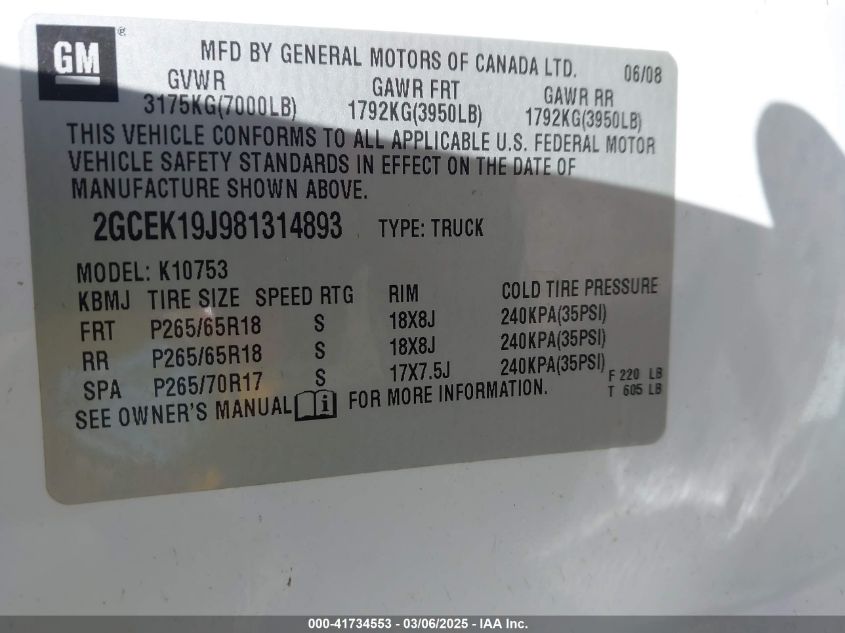 GM ®
MFD BY GENERAL MOTORS OF CANADA LTD. 06/08
GVWR GAWR FRT GAWR RR
3175KG(7000LB) 1792KG(3950LB) 1792KG(3950LB)
THIS VEHICLE CONFORMS TO ALL APPLICABLE U.S. FEDERAL MOTOR
VEHICLE SAFETY STANDARDS IN EFFECT ON THE DATE OF
MANUFACTURE SHOWN ABOVE.
2GCEK19J981314893 TYPE: TRUCK
MODEL: K10753
KBMJ TIRE SIZE SPEED RTG RIM COLD TIRE PRESSURE
FRT P265/65R18 S 18X8J 240KPA(35PSI)
RR P265/65R18 S 18X8J 240KPA(35PSI)
SPA P265/70R17 S 17X7.5J 240KPA(35PSI) F 220 LB
SEE OWNER'S MANUAL i FOR MORE INFORMATION. T 605 LB
000-41734553 - 03/06/2025 - IAA Inc.